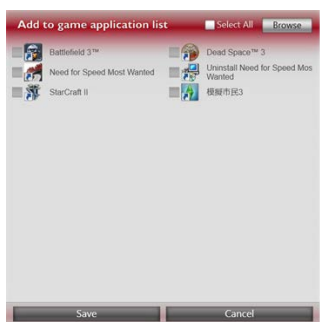 Add to game application list
Select All
Browse
Battlefield 3™
Dead Space™ 3
Need for Speed Most Wanted
Uninstall Need for Speed Mos
Wanted
StarCraft II
模擬市民3
Save
Cancel